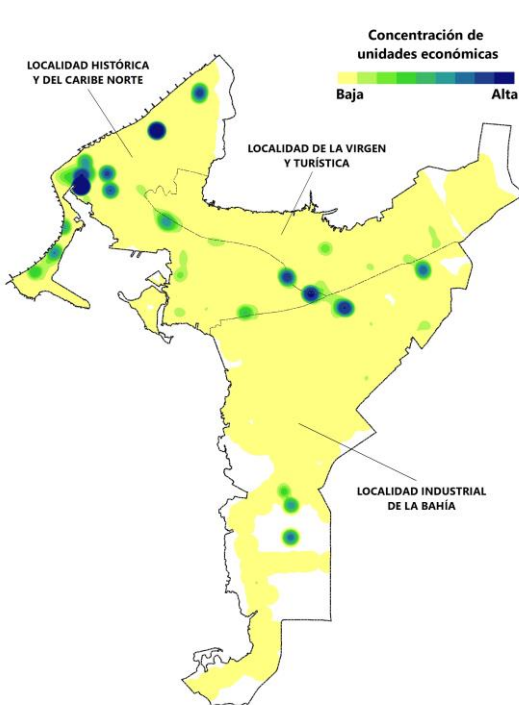 Concentración de
unidades económicas
Baja
Alta
LOCALIDAD HISTÓRICA
Y DEL CARIBE NORTE
LOCALIDAD DE LA VIRGEN
Y TURÍSTICA
LOCALIDAD INDUSTRIAL
DE LA BAHÍA